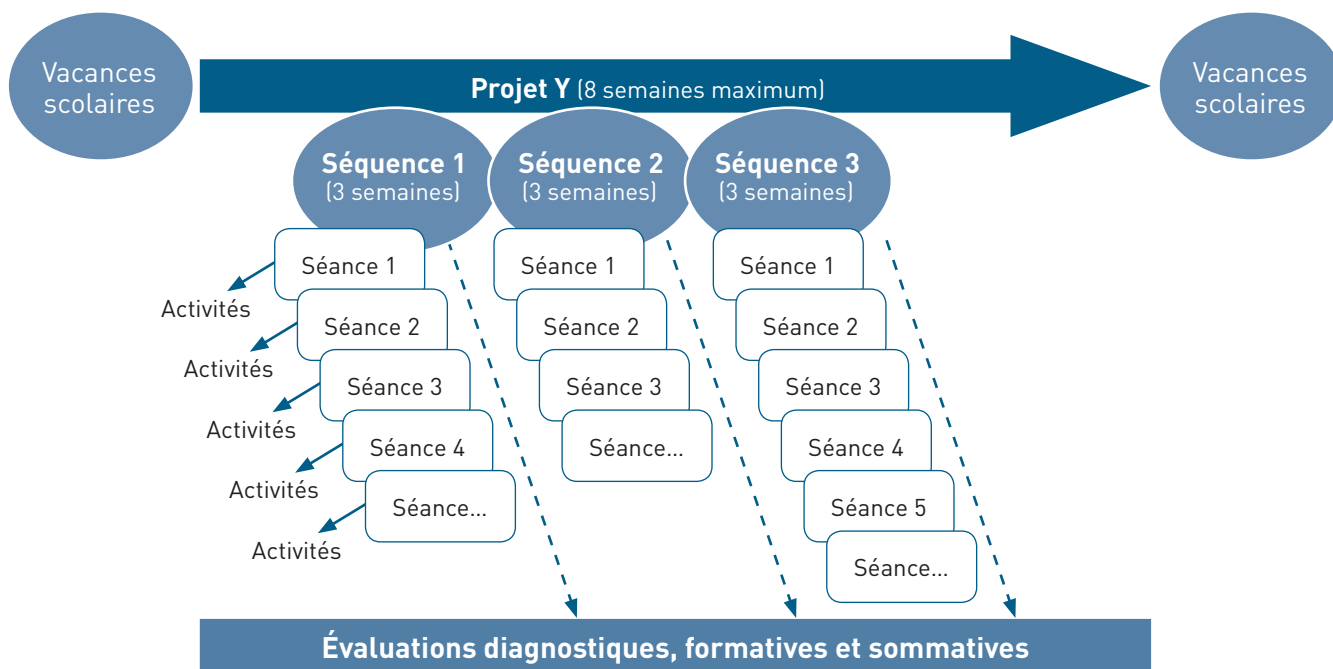 Vacances
scolaires
Projet Y (8 semaines maximum)
Vacances
scolaires
Séquence 1
(3 semaines)
Séquence 2
(3 semaines)
Séquence 3
(3 semaines)
Séance 1
Séance 2
Séance 3
Séance 4
Séance...
Activités
Activités
Activités
Activités
Activités
Séance 1
Séance 2
Séance 3
Séance...
Séance 1
Séance 2
Séance 3
Séance 4
Séance 5
Séance...
Évaluations diagnostiques, formatives et sommatives